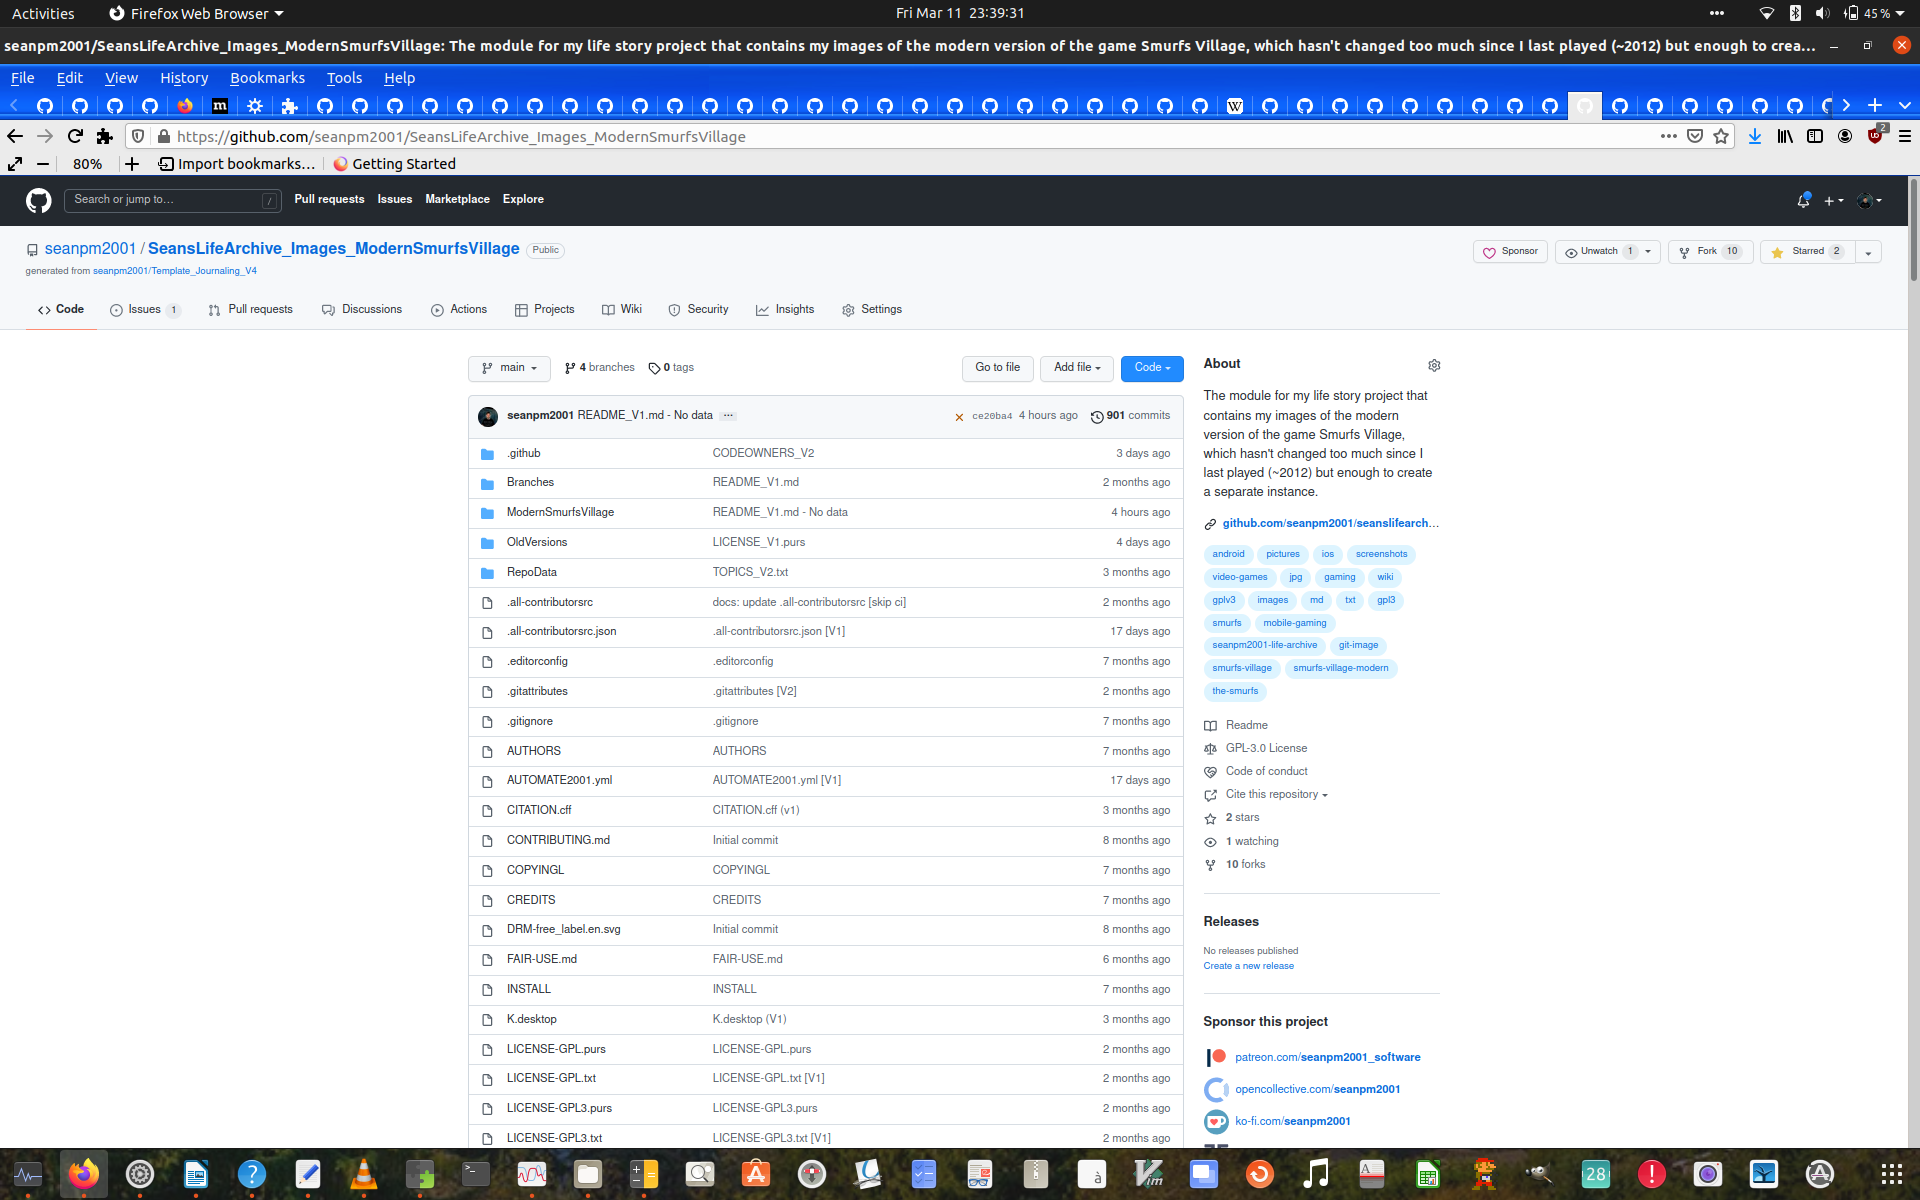 Activities Firefox Web Browser Fri Mar 11 23:39:31 45 %
seanpm2001/SeansLifeArchive_Images_ModernSmurfsVillage: The module for my life story project that contains my images of the modern version of the game Smurfs Village, which hasn't changed too much since I last played (~2012) but enough to crea...
File Edit View History Bookmarks Tools Help
https://github.com/seanpm2001/SeansLifeArchive_Images_ModernSmurfsVillage 2
80% Import bookmarks... Getting Started
Search or jump to... / Pull requests Issues Marketplace Explore
seanpm2001 / SeansLifeArchive_Images_ModernSmurfsVillage Public Sponsor Unwatch 1 Fork 10 Starred 2
generated from seanpm2001/Template_Journaling_V4
Code Issues 1 Pull requests Discussions Actions Projects Wiki Security Insights Settings
main 4 branches 0 tags Go to file Add file Code
seanpm2001 README_V1.md - No data ... ce20ba4 4 hours ago 901 commits
.github CODEOWNERS_V2 3 days ago
Branches README_V1.md 2 months ago
ModernSmurfsVillage README_V1.md - No data 4 hours ago
OldVersions LICENSE_V1.purs 4 days ago
RepoData TOPICS_V2.txt 3 months ago
.all-contributorsrc docs: update .all-contributorsrc [skip ci] 2 months ago
.all-contributorsrc.json .all-contributorsrc.json [V1] 17 days ago
.editorconfig .editorconfig 7 months ago
.gitattributes .gitattributes [V2] 2 months ago
.gitignore .gitignore 7 months ago
AUTHORS AUTHORS 7 months ago
AUTOMATE2001.yml AUTOMATE2001.yml [V1] 17 days ago
CITATION.cff CITATION.cff (v1) 3 months ago
CONTRIBUTING.md Initial commit 8 months ago
COPYINGL COPYINGL 7 months ago
CREDITS CREDITS 7 months ago
DRM-free_label.en.svg Initial commit 8 months ago
FAIR-USE.md FAIR-USE.md 6 months ago
INSTALL INSTALL 7 months ago
K.desktop K.desktop (V1) 3 months ago
LICENSE-GPL.purs LICENSE-GPL.purs 2 months ago
LICENSE-GPL.txt LICENSE-GPL.txt [V1] 2 months ago
LICENSE-GPL3.purs LICENSE-GPL3.purs 2 months ago
LICENSE-GPL3.txt LICENSE-GPL3.txt [V1] 2 months ago
About
The module for my life story project that
contains my images of the modern
version of the game Smurfs Village,
which hasn't changed too much since I
last played (~2012) but enough to create
a separate instance.
github.com/seanpm2001/seanslifearch...
android pictures ios screenshots
video-games jpg gaming wiki
gplv3 images md txt gpl3
smurfs mobile-gaming
seanpm2001-life-archive git-image
smurfs-village smurfs-village-modern
the-smurfs
Readme
GPL-3.0 License
Code of conduct
Cite this repository
2 stars
1 watching
10 forks
Releases
No releases published
Create a new release
Sponsor this project
patreon.com/seanpm2001_software
opencollective.com/seanpm2001
ko-fi.com/seanpm2001
28